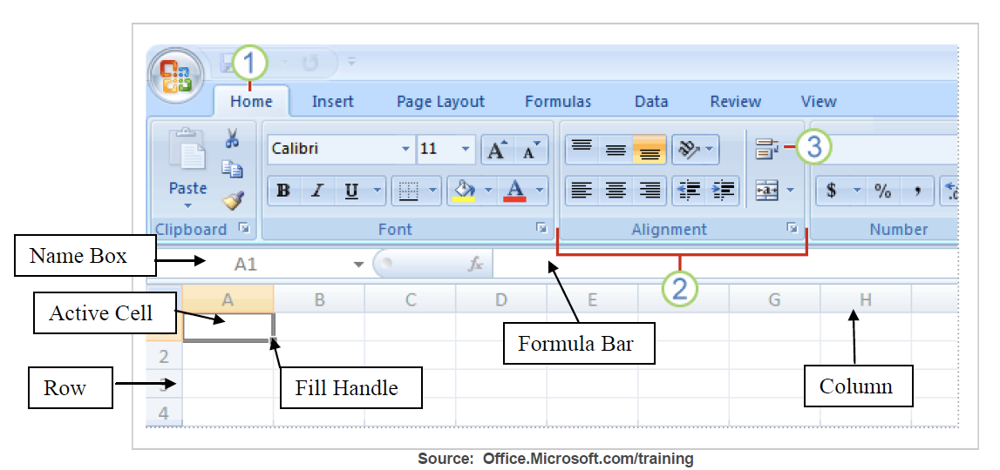 1
Home Insert Page Layout Formulas Data Review View
3
Calibri 11 A A
Paste B I U A $ % ,
Clipboard Font Alignment Number
Name Box A1 fx
2
A B C D E G H
Active Cell
Formula Bar
2
Row 3 Fill Handle Column
4
Source: Office.Microsoft.com/training